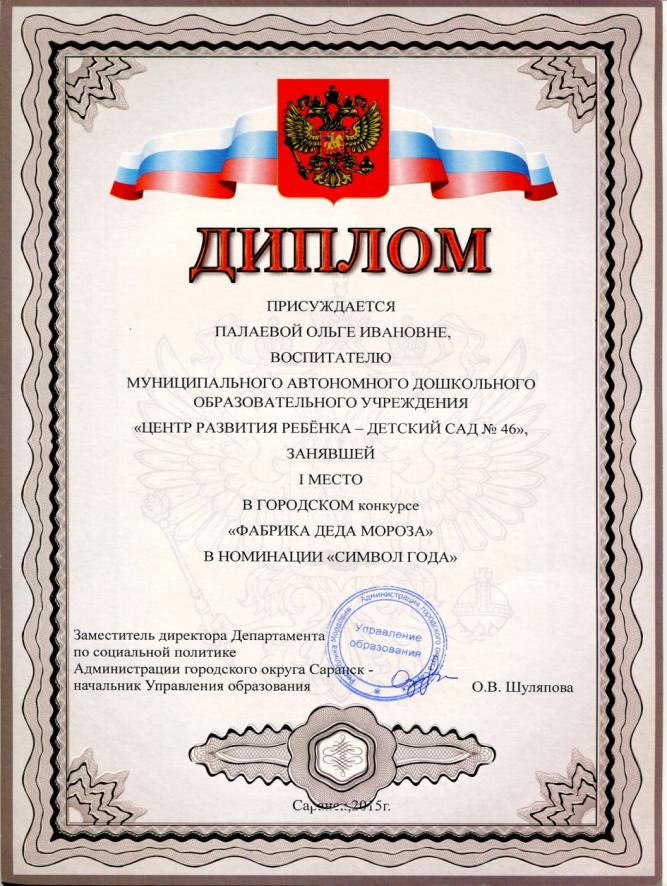 ДИПЛОМ
ПРИСУЖДАЕТСЯ
ПАЛАЕВОЙ ОЛЬГЕ ИВАНОВНЕ,
ВОСПИТАТЕЛЮ
МУНИЦИПАЛЬНОГО АВТОНОМНОГО ДОШКОЛЬНОГО
ОБРАЗОВАТЕЛЬНОГО УЧРЕЖДЕНИЯ
«ЦЕНТР РАЗВИТИЯ РЕБЁНКА – ДЕТСКИЙ САД № 46»,
ЗАНЯВШЕЙ
I МЕСТО
В ГОРОДСКОМ конкурсе
«ФАБРИКА ДЕДА МОРОЗА»
В НОМИНАЦИИ «СИМВОЛ ГОДА»
Администрация городского
Мордовия
Управление
образования
Заместитель директора Департамента
по социальной политике
Администрации городского округа Саранск -
начальник Управления образования
О.В. Шуляпова
Саранск,2015г.